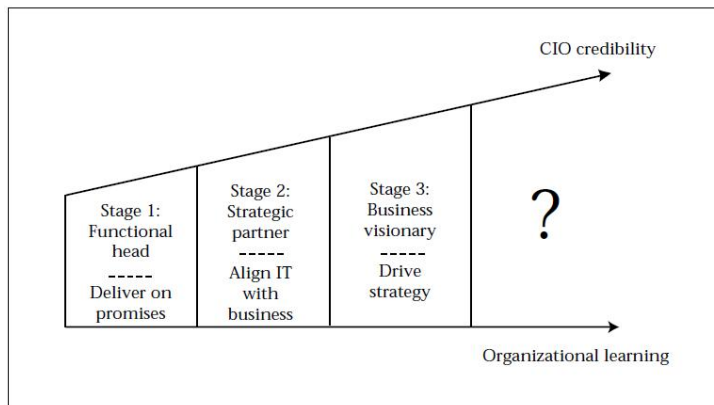 CIO credibility
Stage 1:
Functional
head
-----
Deliver on
promises
Stage 2:
Strategic
partner
-----
Align IT
with
business
Stage 3:
Business
visionary
-----
Drive
strategy
?
Organizational learning